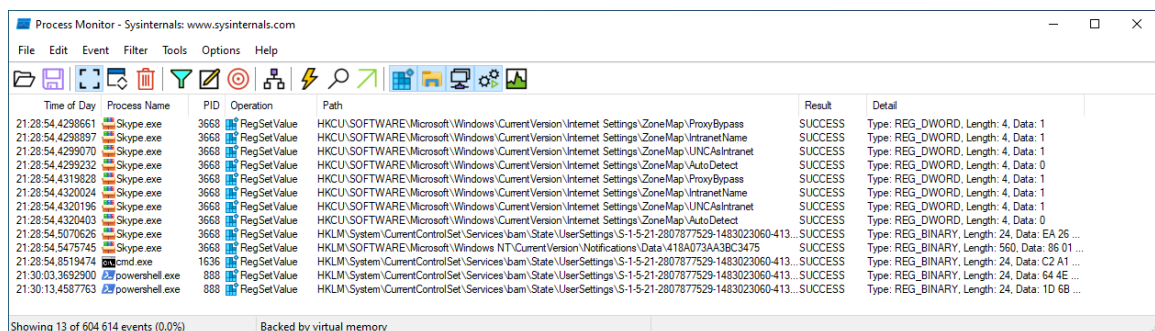 Process Monitor - Sysinternals: www.sysinternals.com
File Edit Event Filter Tools Options Help
Time of Day Process Name PID Operation Path Result Detail
21:28:54,4298661 Skype.exe 3668 RegSetValue HKCU\SOFTWARE\Microsoft\Windows\CurrentVersion\Internet Settings\ZoneMap\ProxyBypass SUCCESS Type: REG_DWORD, Length: 4, Data: 1
21:28:54,4298897 Skype.exe 3668 RegSetValue HKCU\SOFTWARE\Microsoft\Windows\CurrentVersion\Internet Settings\ZoneMap\IntranetName SUCCESS Type: REG_DWORD, Length: 4, Data: 1
21:28:54,4299070 Skype.exe 3668 RegSetValue HKCU\SOFTWARE\Microsoft\Windows\CurrentVersion\Internet Settings\ZoneMap\UNCAsIntranet SUCCESS Type: REG_DWORD, Length: 4, Data: 1
21:28:54,4299232 Skype.exe 3668 RegSetValue HKCU\SOFTWARE\Microsoft\Windows\CurrentVersion\Internet Settings\ZoneMap\AutoDetect SUCCESS Type: REG_DWORD, Length: 4, Data: 0
21:28:54,4319828 Skype.exe 3668 RegSetValue HKCU\SOFTWARE\Microsoft\Windows\CurrentVersion\Internet Settings\ZoneMap\ProxyBypass SUCCESS Type: REG_DWORD, Length: 4, Data: 1
21:28:54,4320024 Skype.exe 3668 RegSetValue HKCU\SOFTWARE\Microsoft\Windows\CurrentVersion\Internet Settings\ZoneMap\IntranetName SUCCESS Type: REG_DWORD, Length: 4, Data: 1
21:28:54,4320196 Skype.exe 3668 RegSetValue HKCU\SOFTWARE\Microsoft\Windows\CurrentVersion\Internet Settings\ZoneMap\UNCAsIntranet SUCCESS Type: REG_DWORD, Length: 4, Data: 1
21:28:54,4320403 Skype.exe 3668 RegSetValue HKCU\SOFTWARE\Microsoft\Windows\CurrentVersion\Internet Settings\ZoneMap\AutoDetect SUCCESS Type: REG_DWORD, Length: 4, Data: 0
21:28:54,5070626 Skype.exe 3668 RegSetValue HKLM\System\CurrentControlSet\Services\bam\State\UserSettings\S-1-5-21-2807877529-1483023060-413... SUCCESS Type: REG_BINARY, Length: 24, Data: EA 26 ...
21:28:54,5475745 Skype.exe 3668 RegSetValue HKLM\SOFTWARE\Microsoft\Windows NT\CurrentVersion\Notifications\Data\418A073AA3BC3475 SUCCESS Type: REG_BINARY, Length: 560, Data: 86 01 ...
21:28:54,8519474 cmd.exe 1636 RegSetValue HKLM\System\CurrentControlSet\Services\bam\State\UserSettings\S-1-5-21-2807877529-1483023060-413... SUCCESS Type: REG_BINARY, Length: 24, Data: C2 A1 ...
21:30:03,3692900 powershell.exe 888 RegSetValue HKLM\System\CurrentControlSet\Services\bam\State\UserSettings\S-1-5-21-2807877529-1483023060-413... SUCCESS Type: REG_BINARY, Length: 24, Data: 64 4E ...
21:30:13,4587763 powershell.exe 888 RegSetValue HKLM\System\CurrentControlSet\Services\bam\State\UserSettings\S-1-5-21-2807877529-1483023060-413... SUCCESS Type: REG_BINARY, Length: 24, Data: 1D 6B ...
Showing 13 of 604 614 events (0.0%) Backed by virtual memory